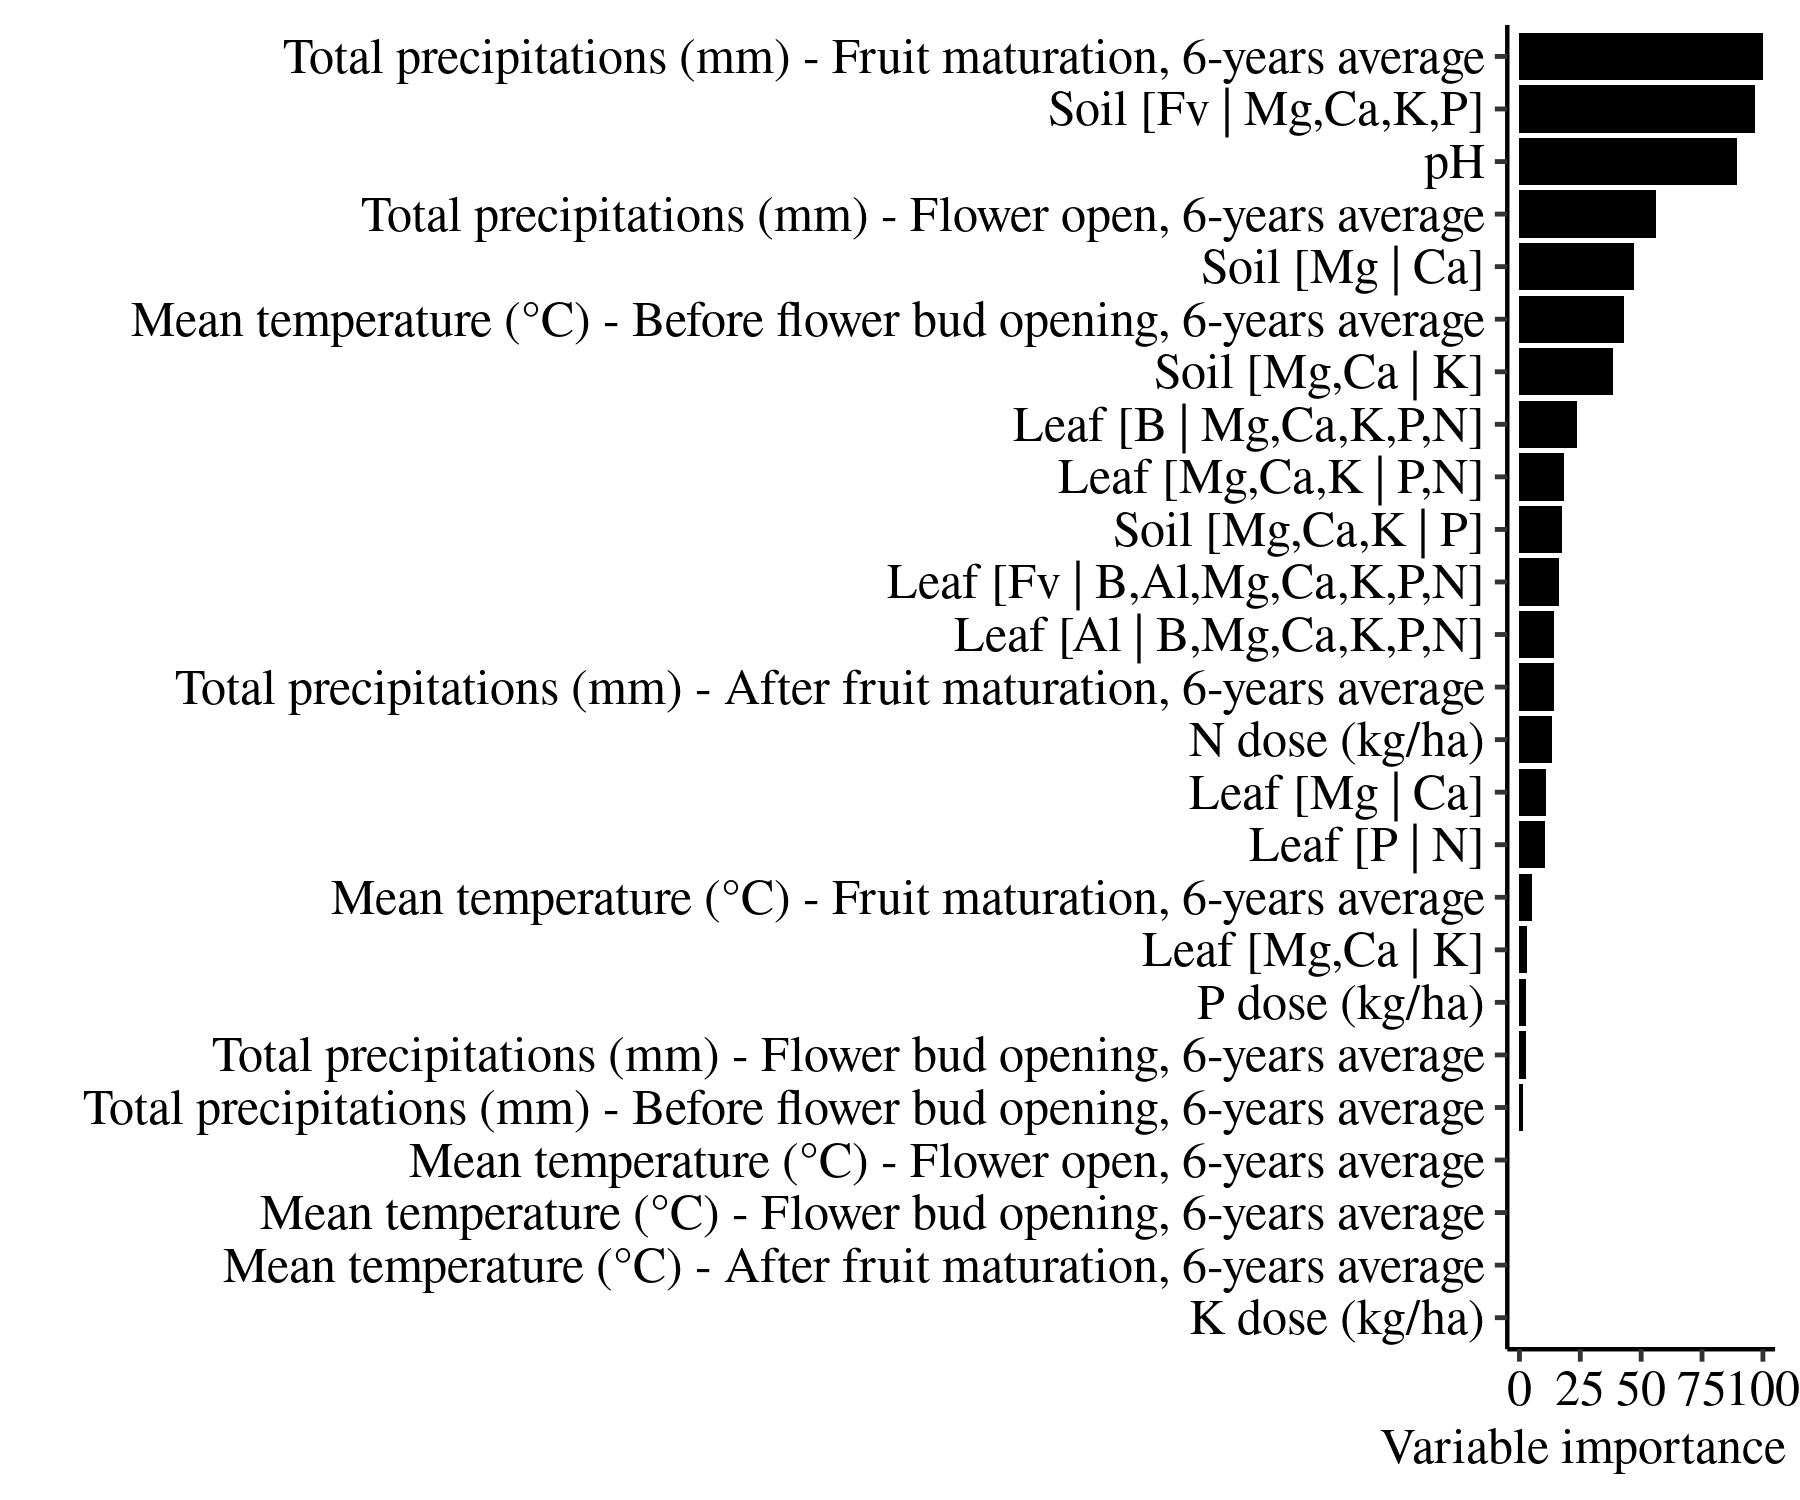 Total precipitations (mm) - Fruit maturation, 6-years average
Soil [Fv | Mg,Ca,K,P]
pH
Total precipitations (mm) - Flower open, 6-years average
Soil [Mg | Ca]
Mean temperature (°C) - Before flower bud opening, 6-years average
Soil [Mg,Ca | K]
Leaf [B | Mg,Ca,K,P,N]
Leaf [Mg,Ca,K | P,N]
Soil [Mg,Ca,K | P]
Leaf [Fv | B,Al,Mg,Ca,K,P,N]
Leaf [Al | B,Mg,Ca,K,P,N]
Total precipitations (mm) - After fruit maturation, 6-years average
N dose (kg/ha)
Leaf [Mg | Ca]
Leaf [P | N]
Mean temperature (°C) - Fruit maturation, 6-years average
Leaf [Mg,Ca | K]
P dose (kg/ha)
Total precipitations (mm) - Flower bud opening, 6-years average
Total precipitations (mm) - Before flower bud opening, 6-years average
Mean temperature (°C) - Flower open, 6-years average
Mean temperature (°C) - Flower bud opening, 6-years average
Mean temperature (°C) - After fruit maturation, 6-years average
K dose (kg/ha)
0 25 50 75 100
Variable importance